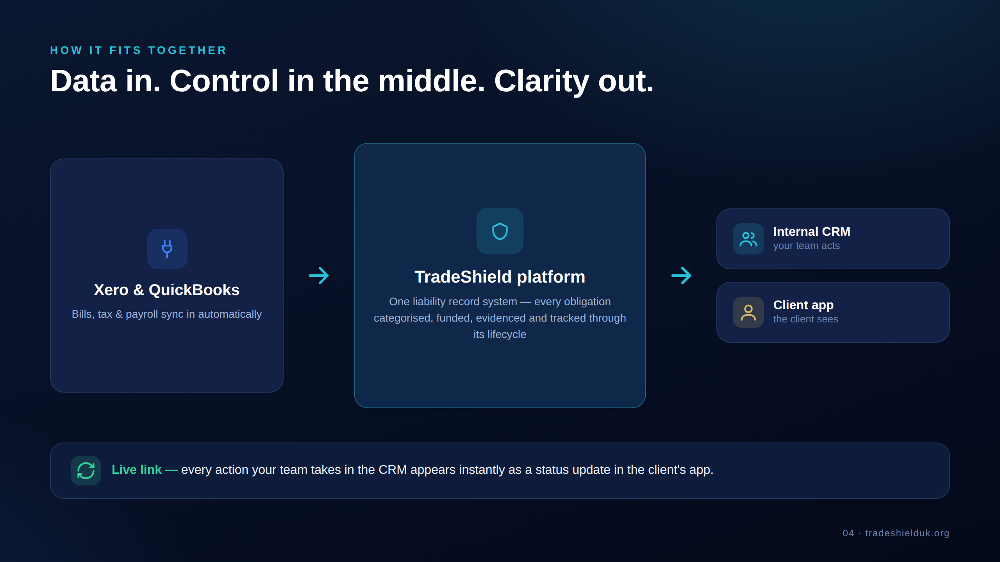 HOW IT FITS TOGETHER
Data in. Control in the middle. Clarity out.
Xero & QuickBooks
Bills, tax & payroll sync in automatically
TradeShield platform
One liability record system — every obligation
categorised, funded, evidenced and tracked through
its lifecycle
Internal CRM
your team acts
Client app
the client sees
Live link — every action your team takes in the CRM appears instantly as a status update in the client's app.
04 · tradeshielduk.org